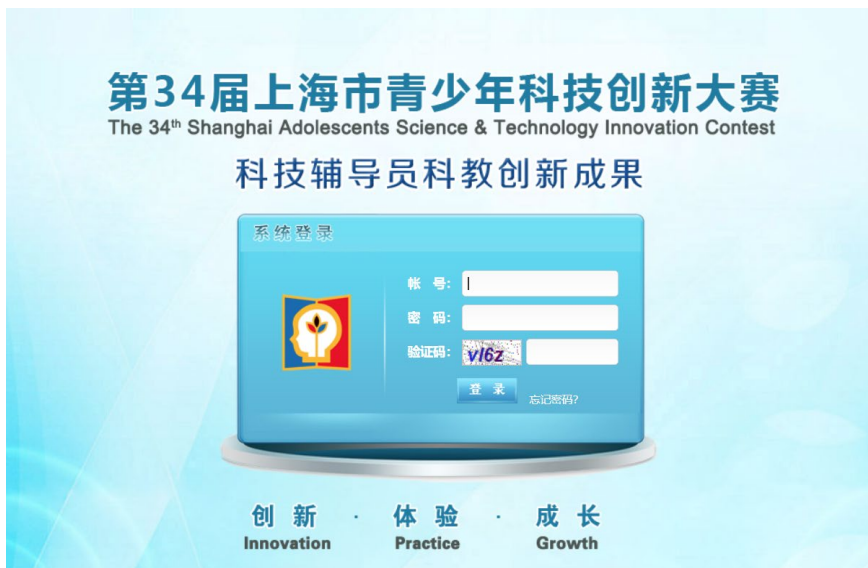 第34届上海市青少年科技创新大赛
The 34th Shanghai Adolescents Science & Technology Innovation Contest
科技辅导员科教创新成果
系统登录
帐 号:
密 码:
验证码: vl6z
登 录 忘记密码?
创 新 · 体 验 · 成 长
Innovation Practice Growth